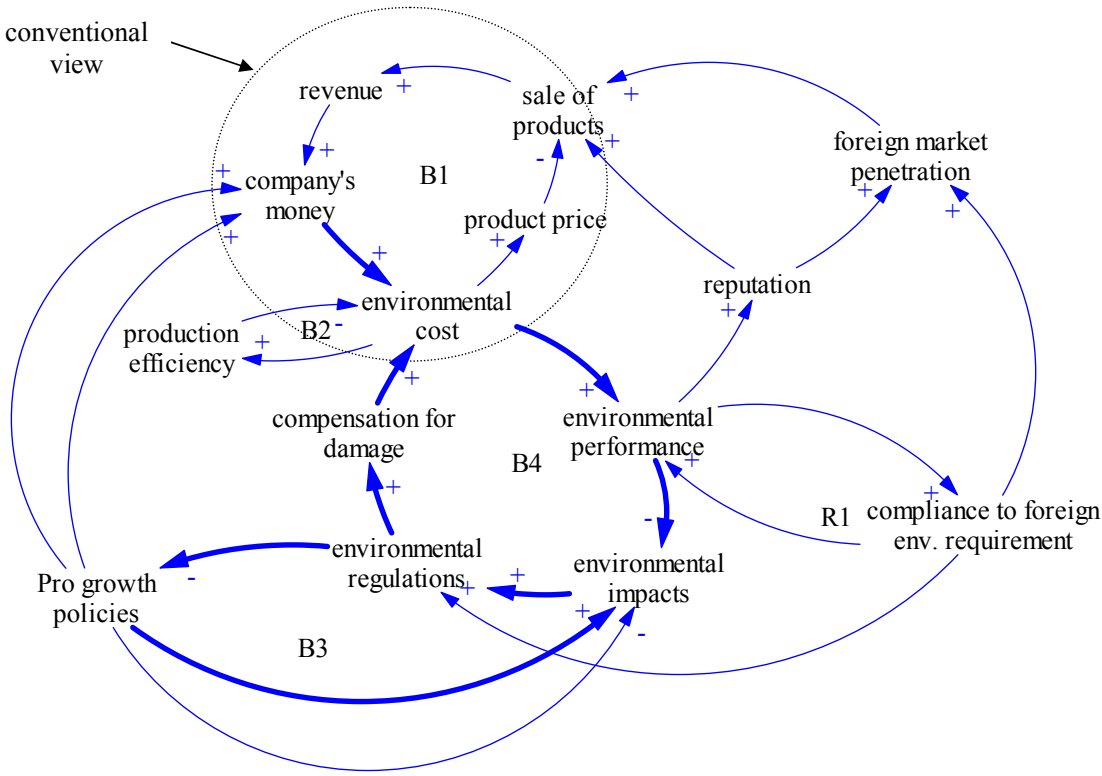 conventional
view
revenue
+
sale of
products
+
+
foreign market
penetration
+
+
+
company's
money
+
+
B1
-
product price
+
+
reputation
+
environmental
cost
+
production
efficiency
+
B2
-
+
compensation for
damage
+
B4
environmental
performance
+
+
+
R1
compliance to foreign
env. requirement
environmental
regulations
+
+
-
environmental
impacts
+
-
Pro growth
policies
-
B3